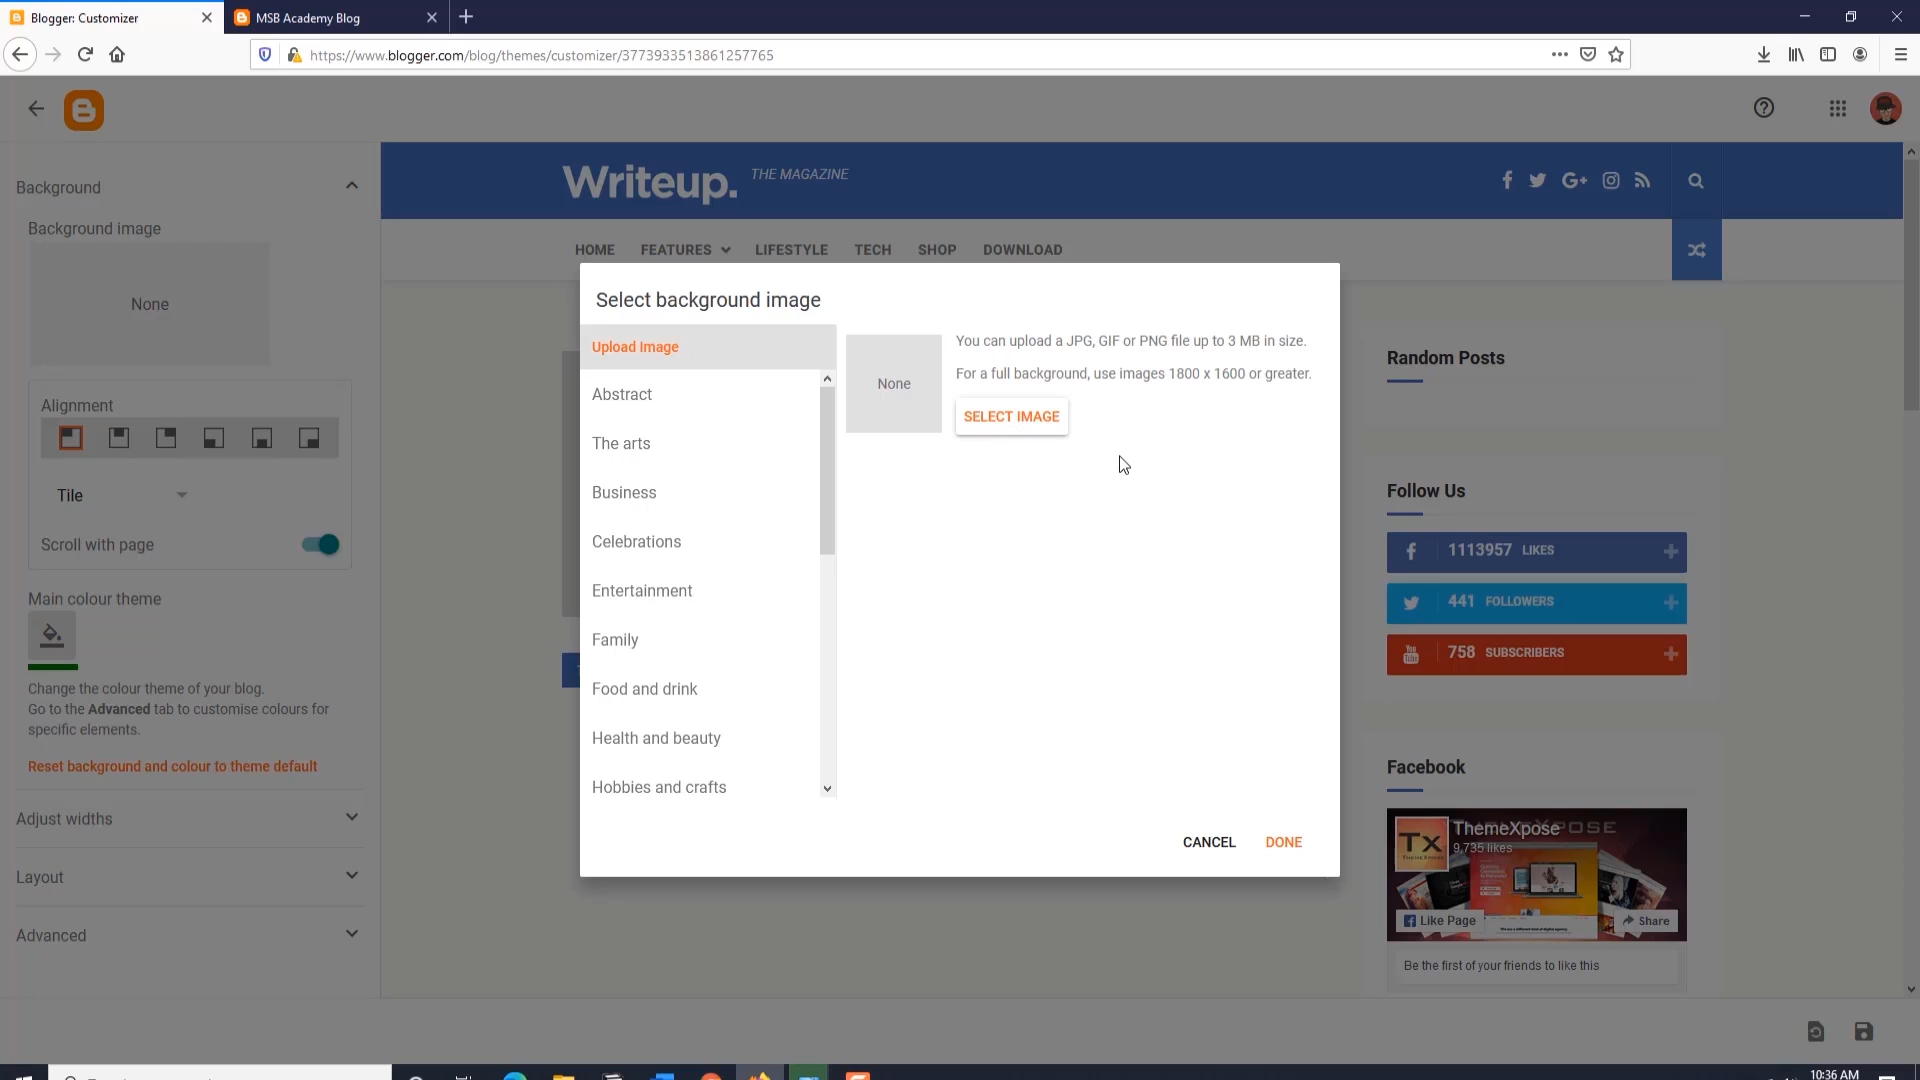 Blogger: Customizer
MSB Academy Blog
https://www.blogger.com/blog/themes/customizer/3773933513861257765
Background
Background image
None
Alignment
Tile
Scroll with page
Main colour theme
Change the colour theme of your blog.
Go to the Advanced tab to customise colours for
specific elements.
Reset background and colour to theme default
Adjust widths
Layout
Advanced
Writeup. THE MAGAZINE
HOME FEATURES LIFESTYLE TECH SHOP DOWNLOAD
Select background image
Upload Image
Abstract
The arts
Business
Celebrations
Entertainment
Family
Food and drink
Health and beauty
Hobbies and crafts
None
You can upload a JPG, GIF or PNG file up to 3 MB in size.
For a full background, use images 1800 x 1600 or greater.
SELECT IMAGE
CANCEL DONE
Random Posts
Follow Us
1113957 LIKES
441 FOLLOWERS
758 SUBSCRIBERS
Facebook
Tx
ThemeXpose
9,735 likes
Like Page
Share
Be the first of your friends to like this
10:36 AM